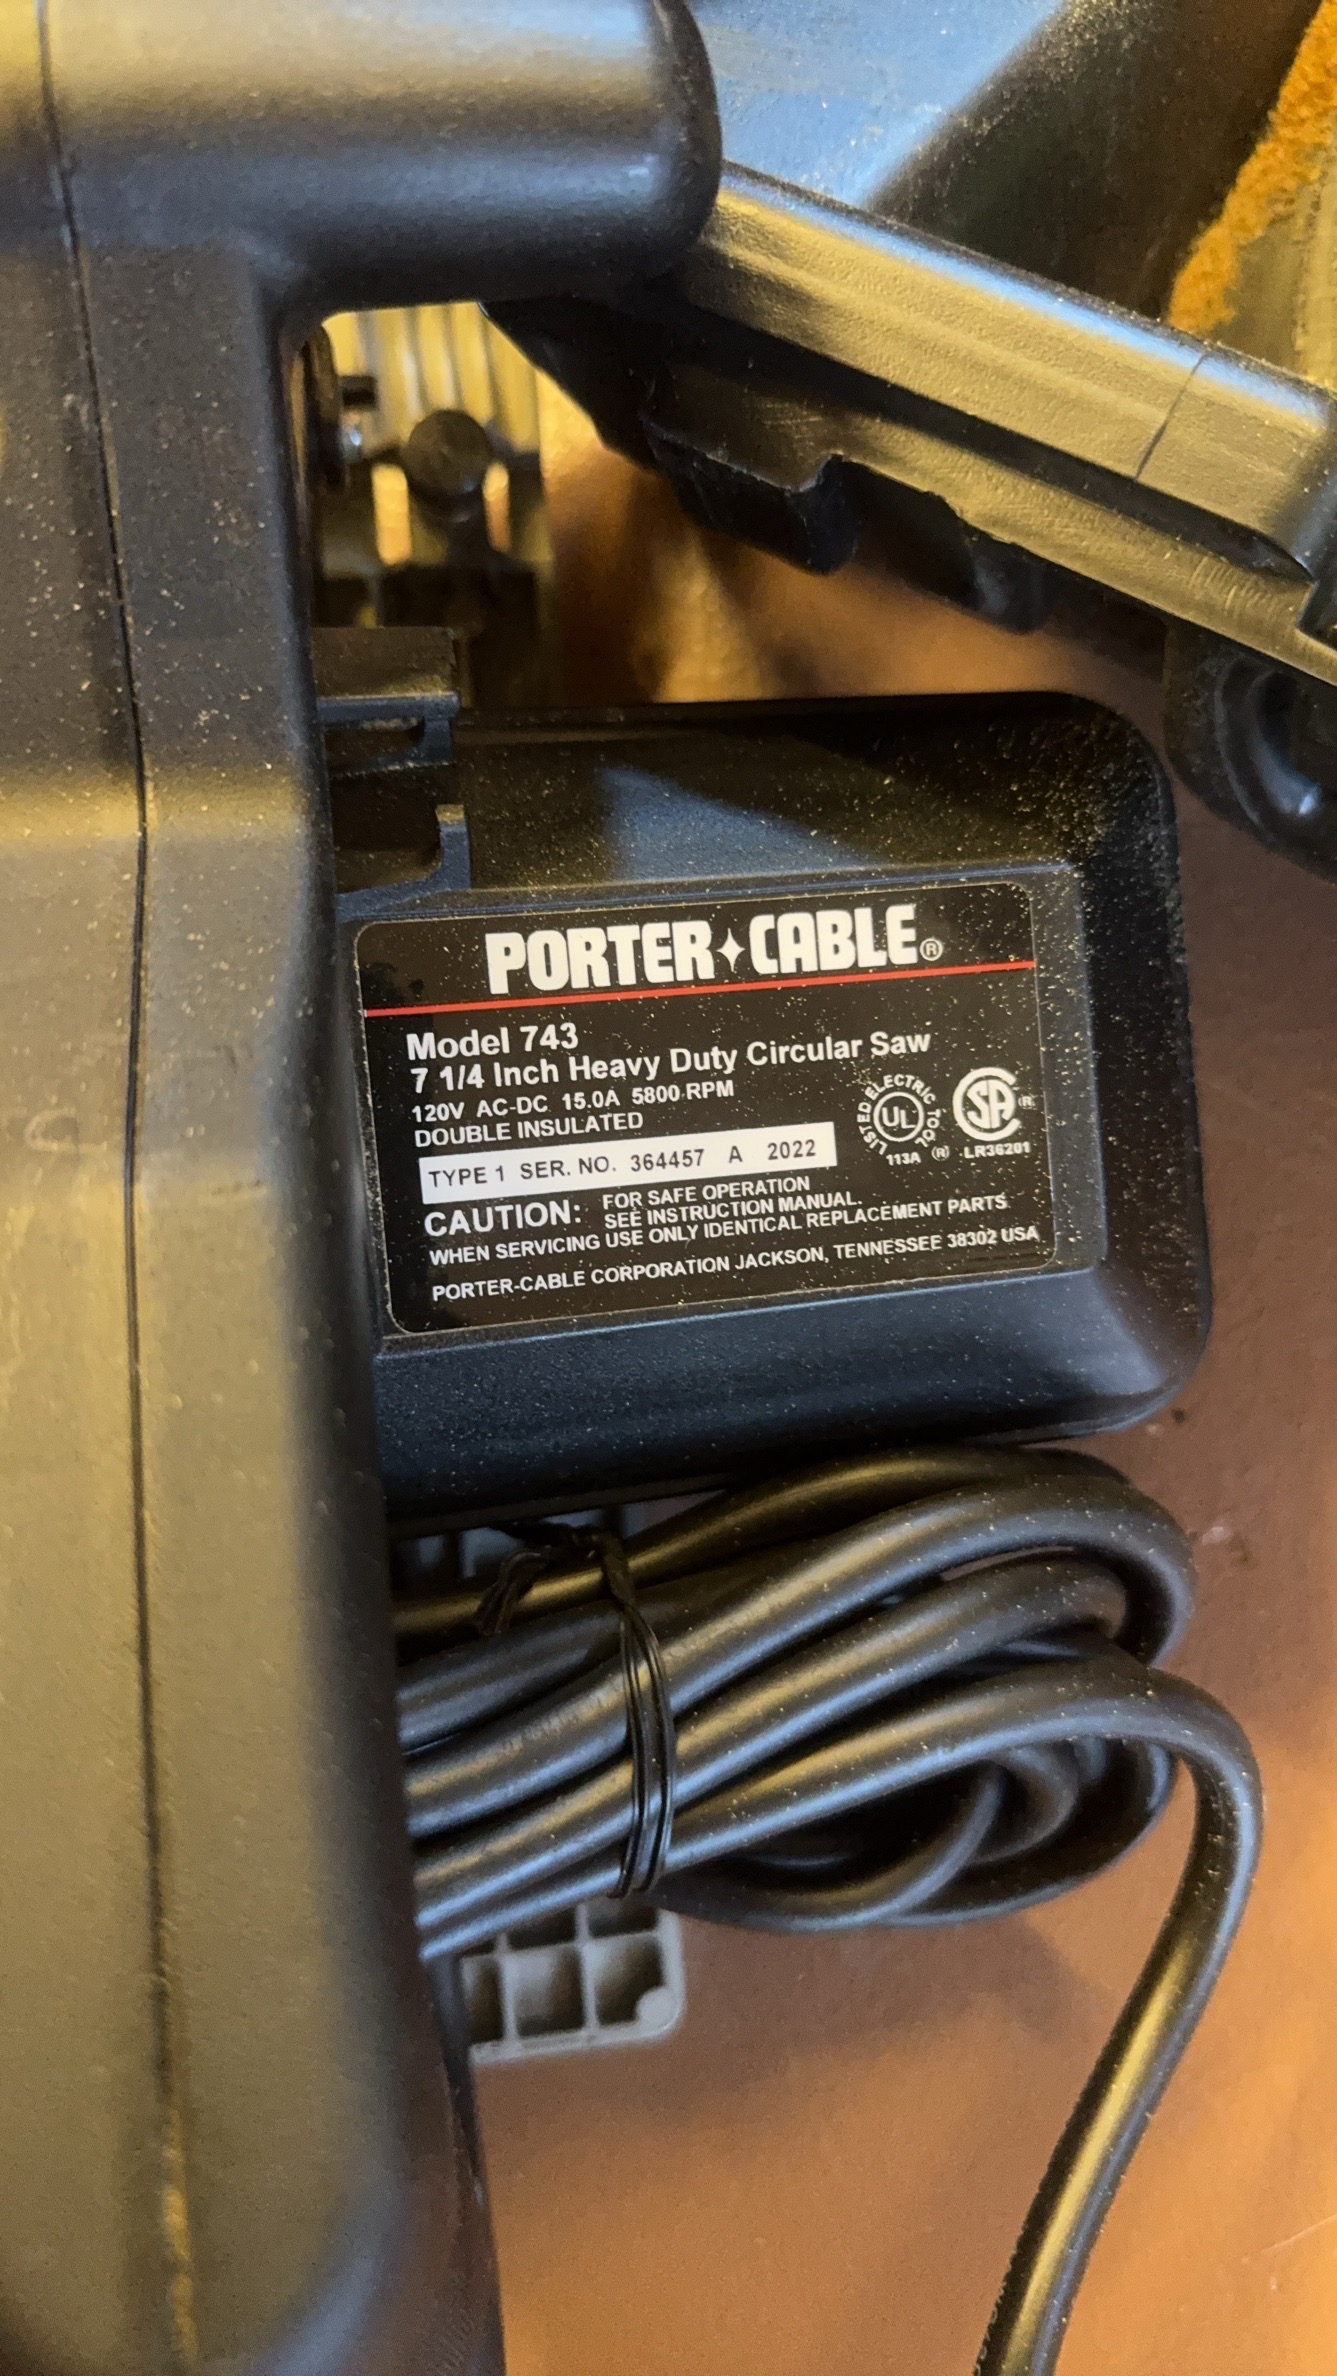 PORTER+CABLE®
Model 743
7 1/4 Inch Heavy Duty Circular Saw
120V AC-DC 15.0A 5800 RPM
DOUBLE INSULATED
LISTED ELECTRIC TOOL
UL
113A ®
SA ®
LR36201
TYPE 1 SER. NO. 364457 A 2022
CAUTION: FOR SAFE OPERATION
SEE INSTRUCTION MANUAL.
WHEN SERVICING USE ONLY IDENTICAL REPLACEMENT PARTS.
PORTER-CABLE CORPORATION JACKSON, TENNESSEE 38302 USA